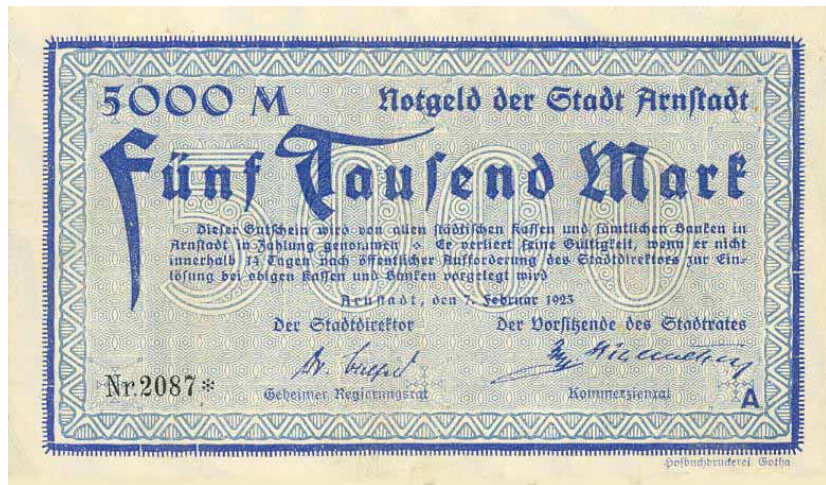 5000 M Notgeld der Stadt Arnstadt
Fünf Tausend Mark
5000
Dieser Gutschein wird von allen städtischen Kassen und sämtlichen Banken in
Arnstadt in Zahlung genommen ÷ Er verliert seine Gültigkeit, wenn er nicht
innerhalb 14 Tagen nach öffentlicher Aufforderung des Stadtdirektors zur Ein-
lösung bei obigen Kassen und Banken vorgelegt wird
Arnstadt, den 7. Februar 1923
Der Stadtdirektor Der Vorsitzende des Stadtrates
Dr.
Nr. 2087* Geheimer Regierungsrat Kommerzienrat A
Hofbuchdruckerei Gotha